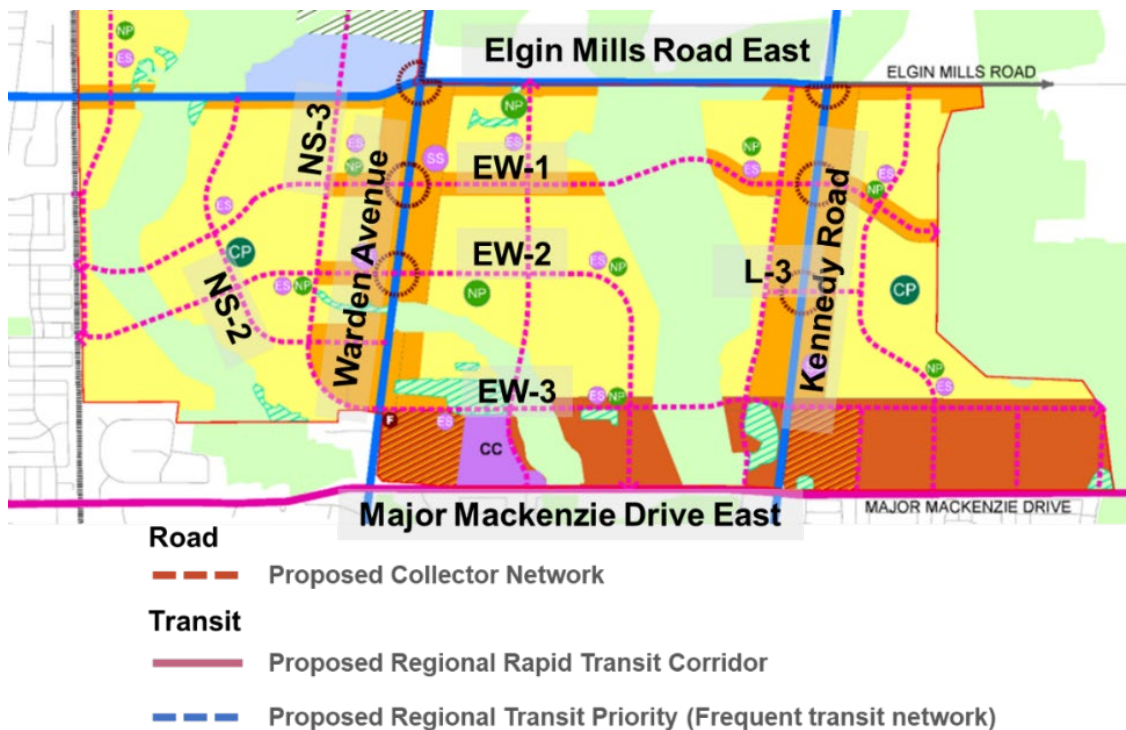 NP
ES
Elgin Mills Road East
ELGIN MILLS ROAD
NP
NS-3
ES
NP
SS
ES
EW-1
NP
ES
ES
NP
ES
CP
NS-2
ES
NP
Warden Avenue
EW-2
NP
ES
NP
L-3
Kennedy Road
CP
EW-3
ES
NP
NP
ES
F
ES
CC
Major Mackenzie Drive East
MAJOR MACKENZIE DRIVE
Road
Proposed Collector Network
Transit
Proposed Regional Rapid Transit Corridor
Proposed Regional Transit Priority (Frequent transit network)